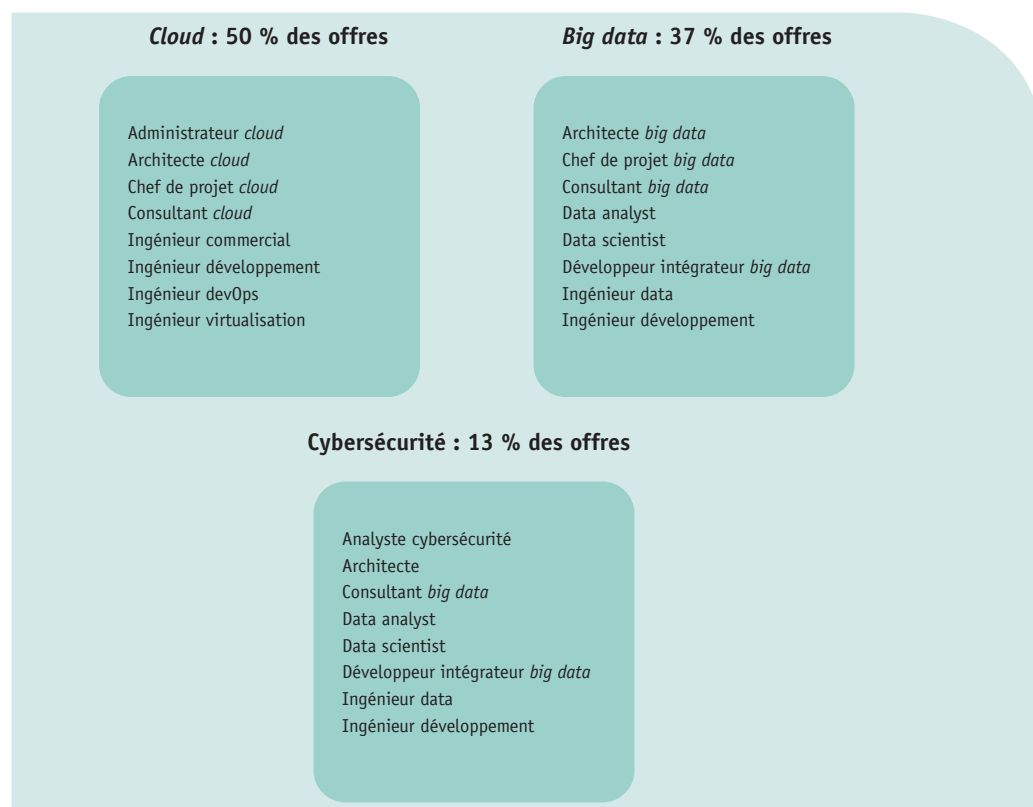 Cloud : 50 % des offres
Administrateur cloud
Architecte cloud
Chef de projet cloud
Consultant cloud
Ingénieur commercial
Ingénieur développement
Ingénieur devOps
Ingénieur virtualisation
Big data : 37 % des offres
Architecte big data
Chef de projet big data
Consultant big data
Data analyst
Data scientist
Développeur intégrateur big data
Ingénieur data
Ingénieur développement
Cybersécurité : 13 % des offres
Analyste cybersécurité
Architecte
Consultant big data
Data analyst
Data scientist
Développeur intégrateur big data
Ingénieur data
Ingénieur développement